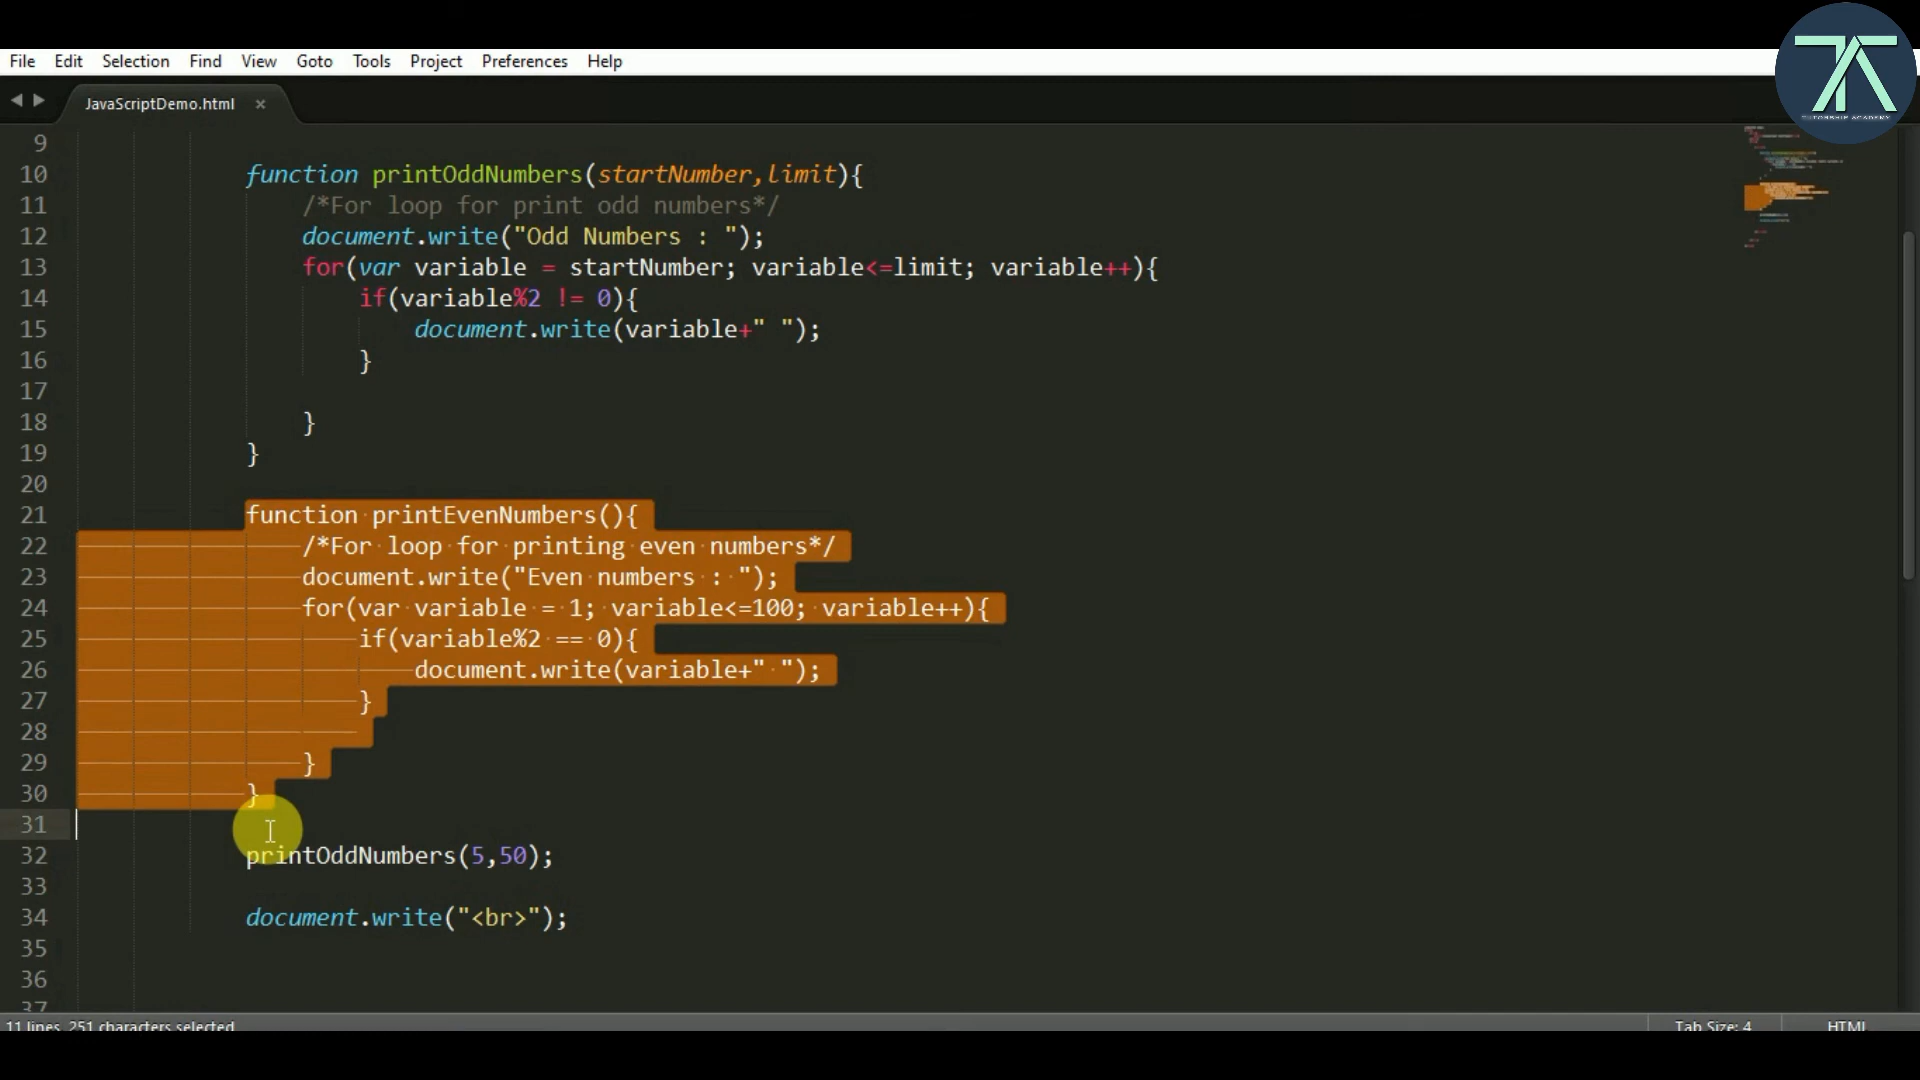 File Edit Selection Find View Goto Tools Project Preferences Help
JavaScriptDemo.html ×
9
10 function printOddNumbers(startNumber,limit){
11 /*For loop for print odd numbers*/
12 document.write("Odd Numbers : ");
13 for(var variable = startNumber; variable<=limit; variable++){
14 if(variable%2 != 0){
15 document.write(variable+" ");
16 }
17
18 }
19 }
20
21 function printEvenNumbers(){
22 /*For loop for printing even numbers*/
23 document.write("Even numbers : ");
24 for(var variable = 1; variable<=100; variable++){
25 if(variable%2 == 0){
26 document.write(variable+" ");
27 }
28
29 }
30 }
31
32 printOddNumbers(5,50);
33
34 document.write("<br>");
35
36
37
11 lines, 251 characters selected Tab Size: 4 HTML
TUTORSHIP ACADEMY